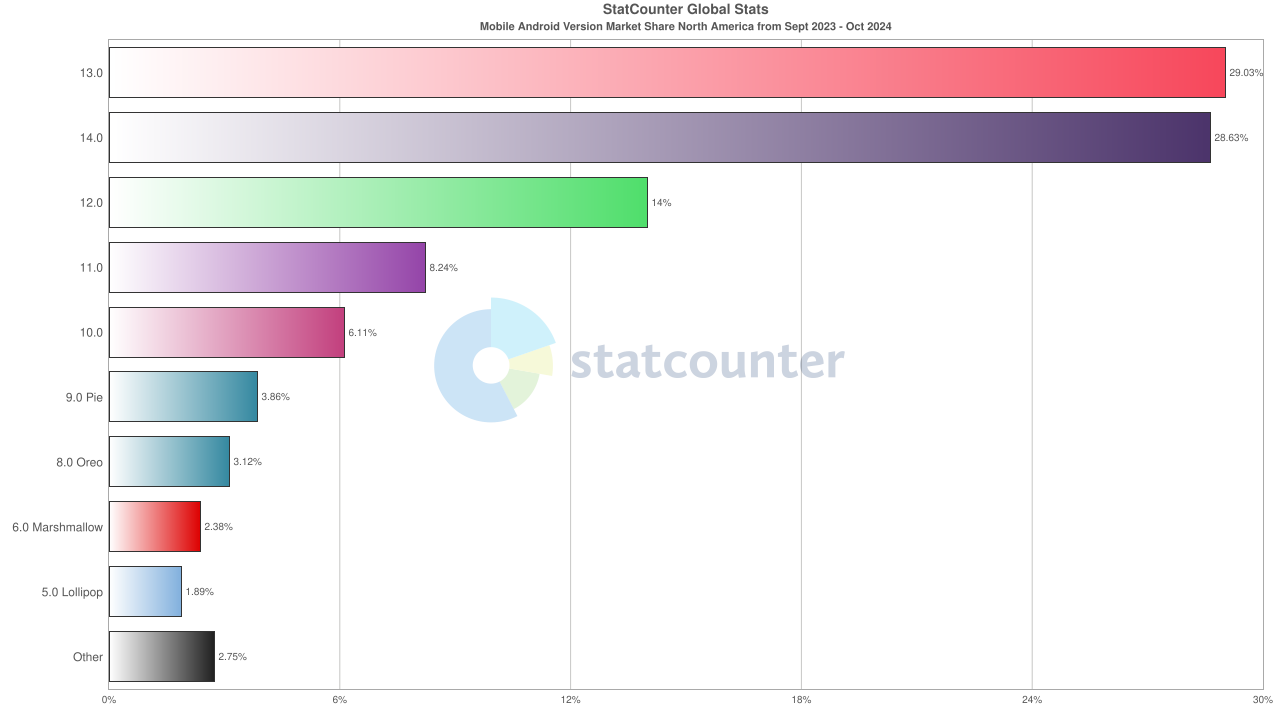 StatCounter Global Stats
Mobile Android Version Market Share North America from Sept 2023 - Oct 2024
13.0 29.03%
14.0 28.63%
12.0 14%
11.0 8.24%
10.0 6.11%
statcounter
9.0 Pie 3.86%
8.0 Oreo 3.12%
6.0 Marshmallow 2.38%
5.0 Lollipop 1.89%
Other 2.75%
0% 6% 12% 18% 24% 30%